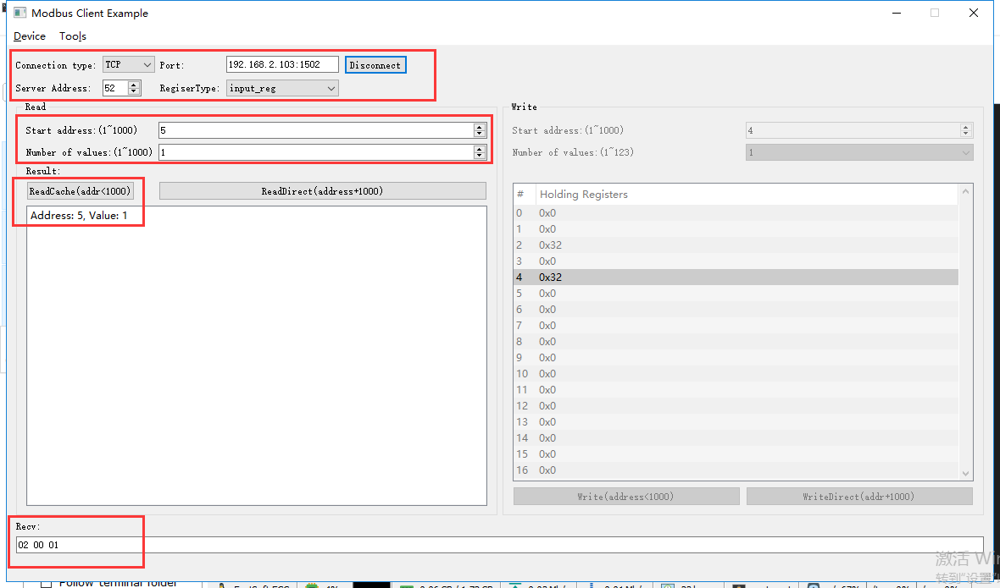 Modbus Client Example
Device Tools
Connection type: TCP Port: 192.168.2.103:1502 Disconnect
Server Address: 52 RegiserType: input_reg
Read Write
Start address:(1~1000) 5 Start address:(1~1000) 4
Number of values:(1~1000) 1 Number of values:(1~123) 1
Result:
ReadCache(addr<1000) ReadDirect(address+1000)
Address: 5, Value: 1
# Holding Registers
0 0x0
1 0x0
2 0x32
3 0x0
4 0x32
5 0x0
6 0x0
7 0x0
8 0x0
9 0x0
10 0x0
11 0x0
12 0x0
13 0x0
14 0x0
15 0x0
16 0x0
Write(address<1000) WriteDirect(addr+1000)
Recv:
02 00 01
激活 Wi
转到"设置"
Follow terminal folder